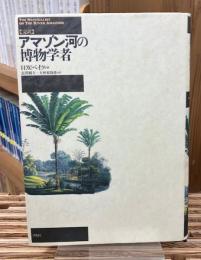 THE NATURALIST
ON THE RIVER AMAZONS
アマゾン河の
博物学者
H.W.ベイツ 著